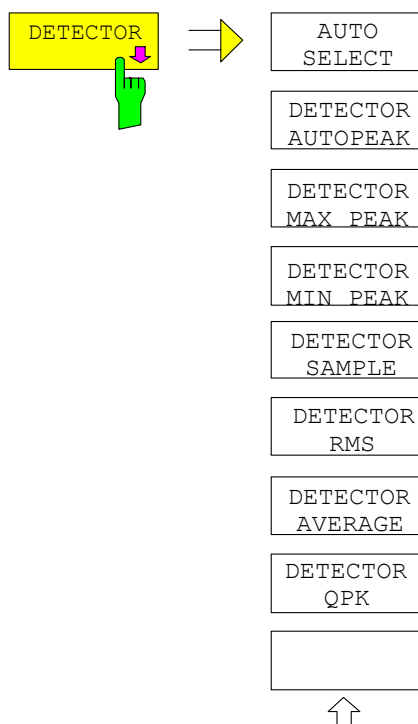 DETECTOR
AUTO
SELECT
DETECTOR
AUTOPEAK
DETECTOR
MAX PEAK
DETECTOR
MIN PEAK
DETECTOR
SAMPLE
DETECTOR
RMS
DETECTOR
AVERAGE
DETECTOR
QPK